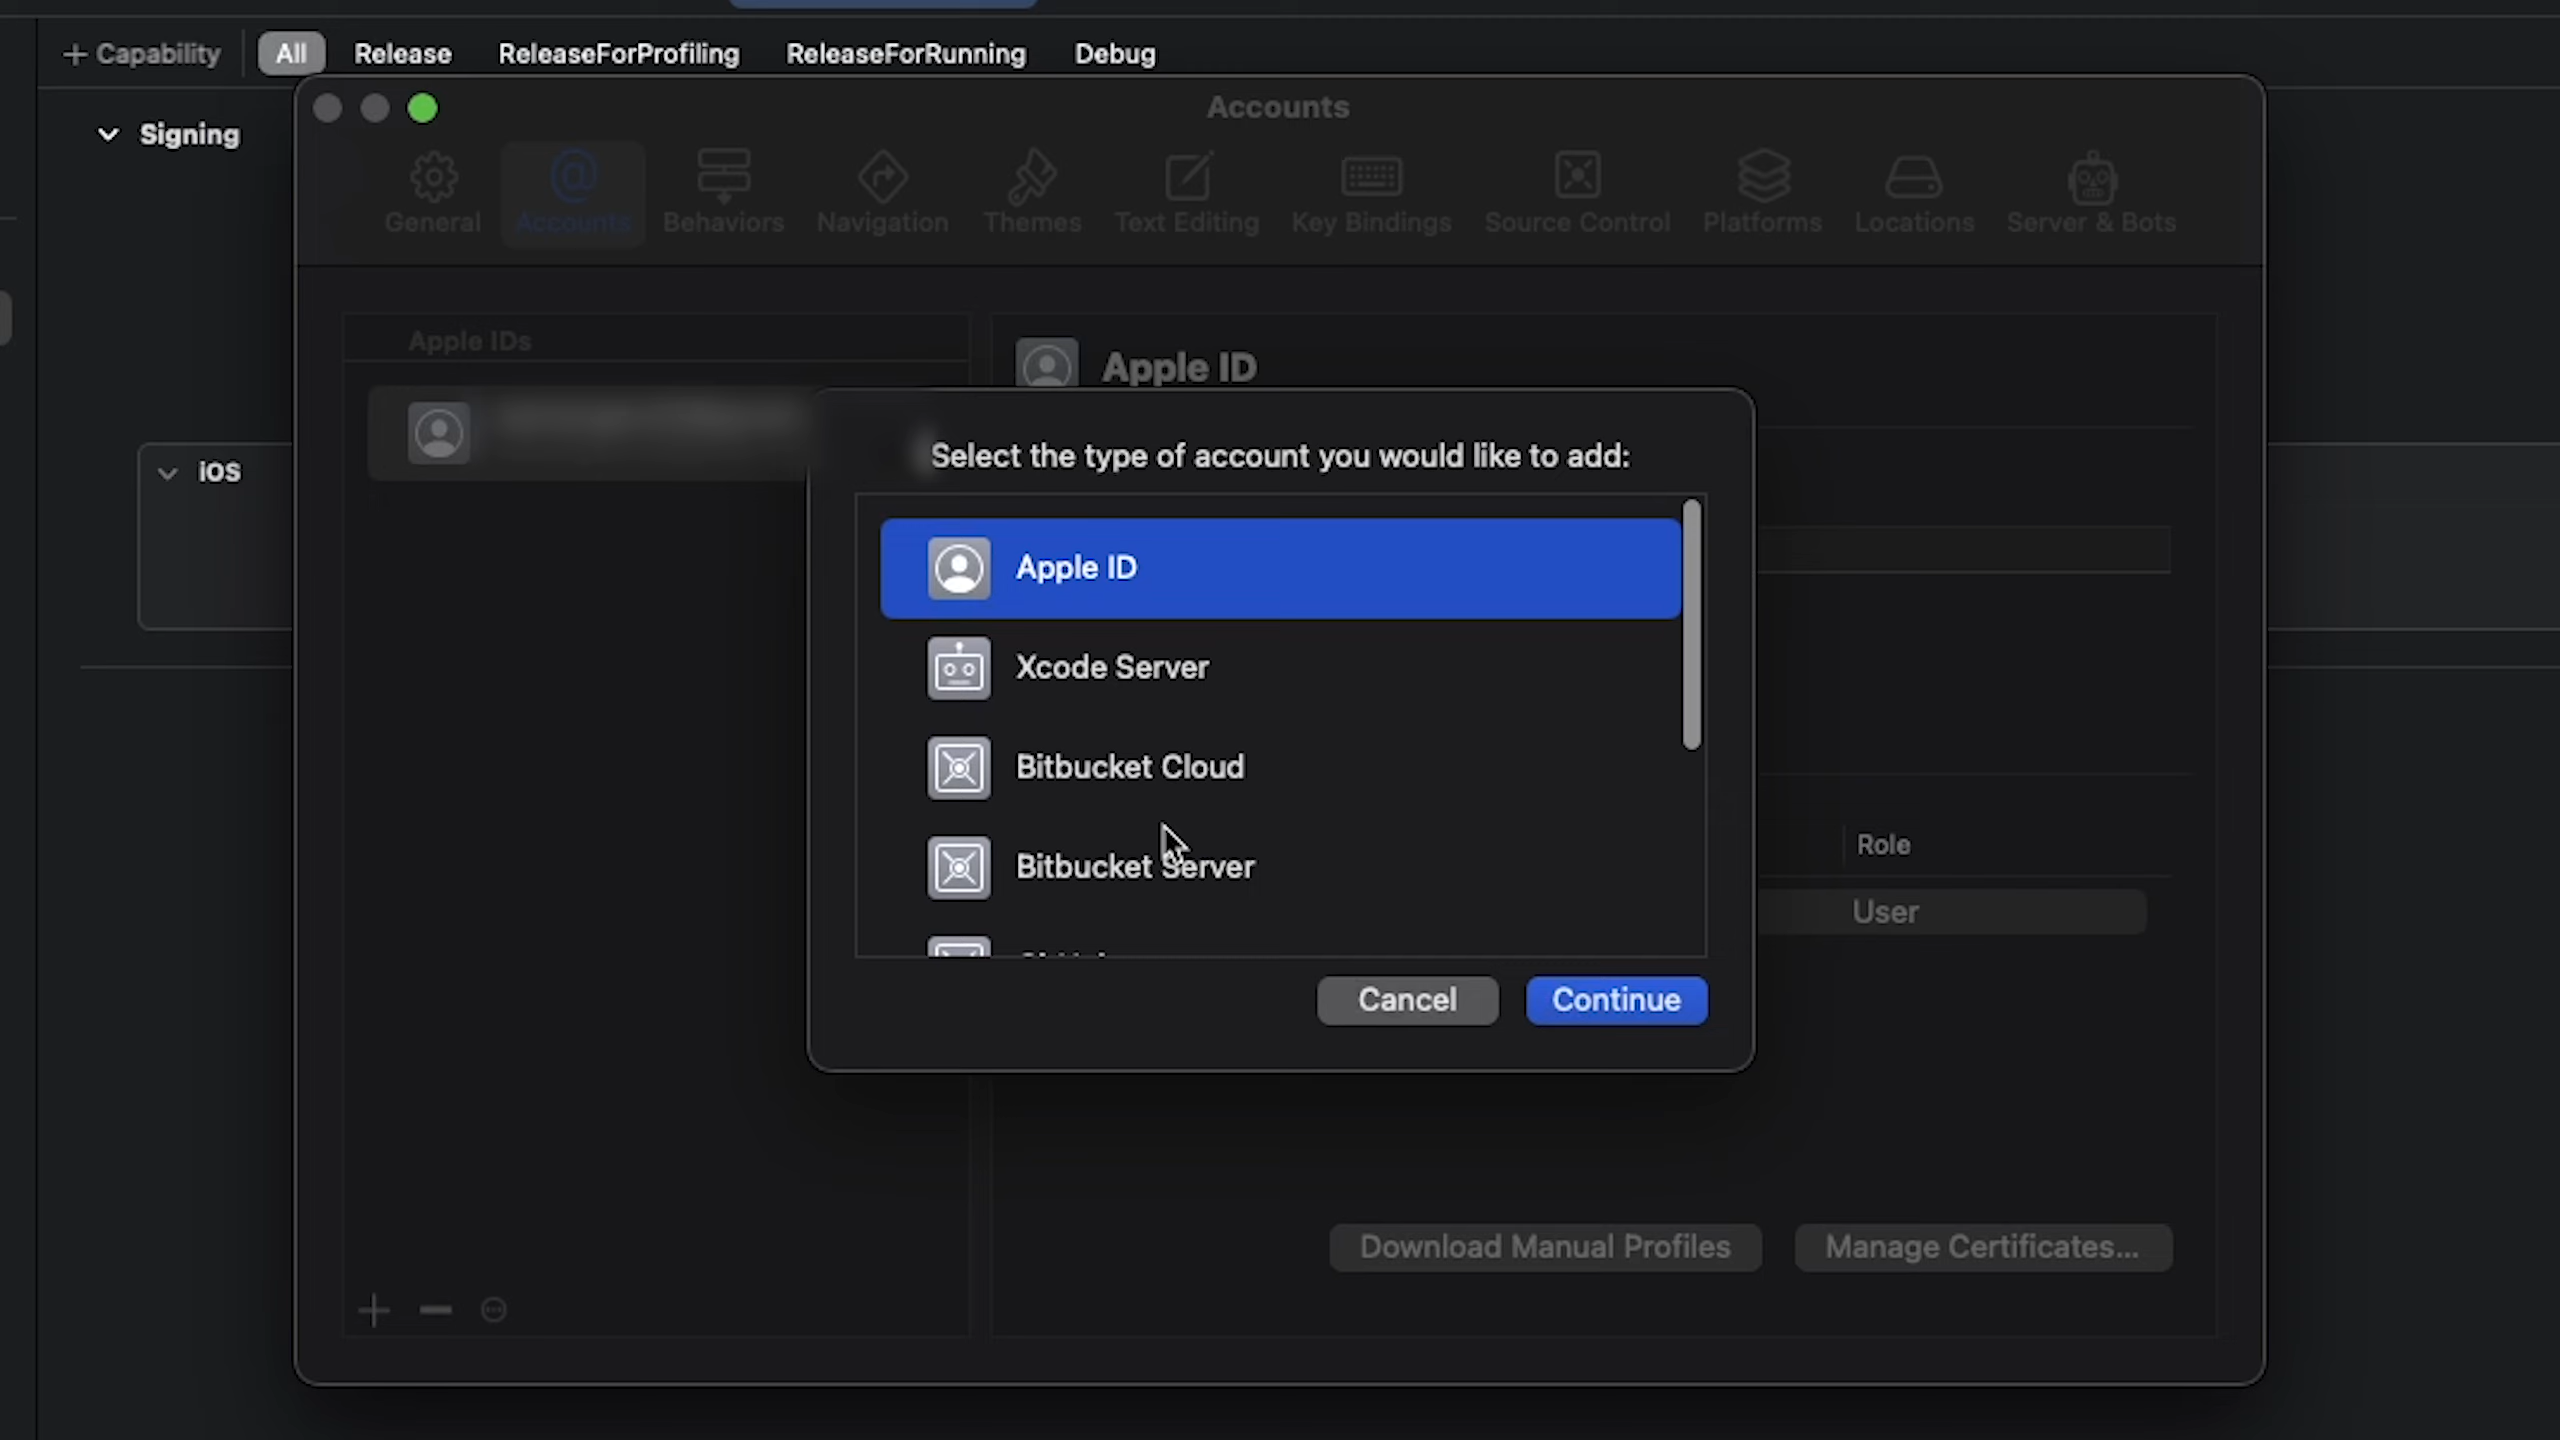 + Capability All Release ReleaseForProfiling ReleaseForRunning Debug
Signing
iOS
Accounts
General Accounts Behaviors Navigation Themes Text Editing Key Bindings Source Control Platforms Locations Server & Bots
Apple IDs
Apple ID
Select the type of account you would like to add:
Apple ID
Xcode Server
Bitbucket Cloud
Bitbucket Server
Cancel Continue
Role
User
Download Manual Profiles Manage Certificates...